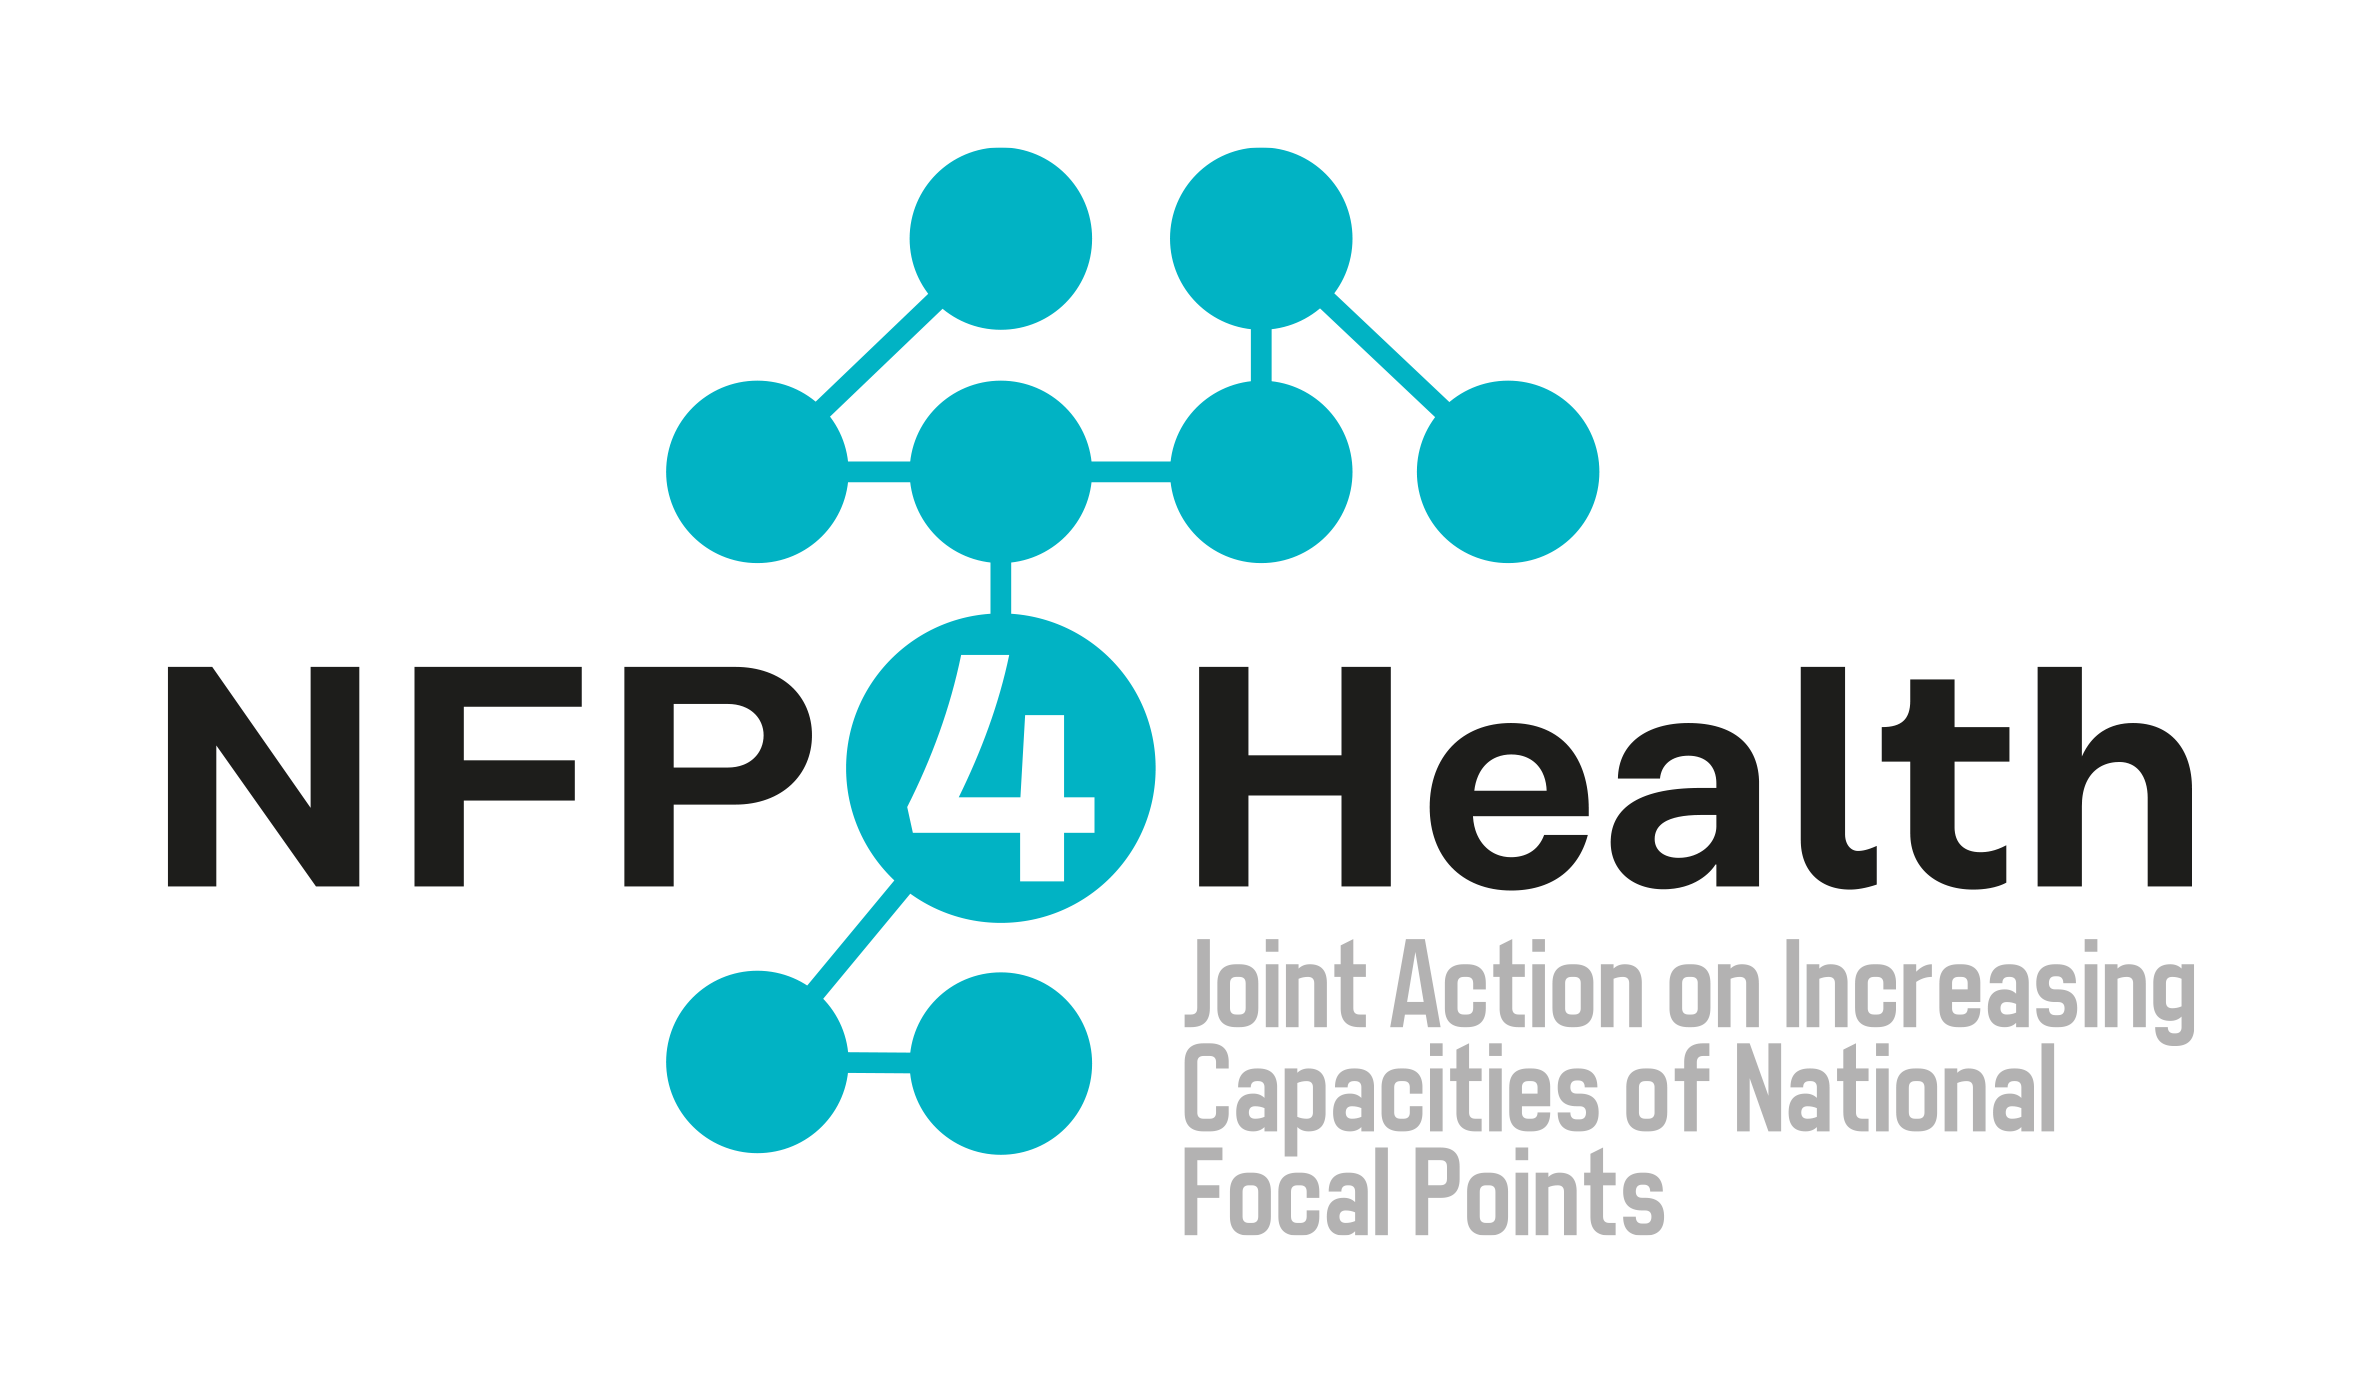 NFP4Health
Joint Action on Increasing
Capacities of National
Focal Points